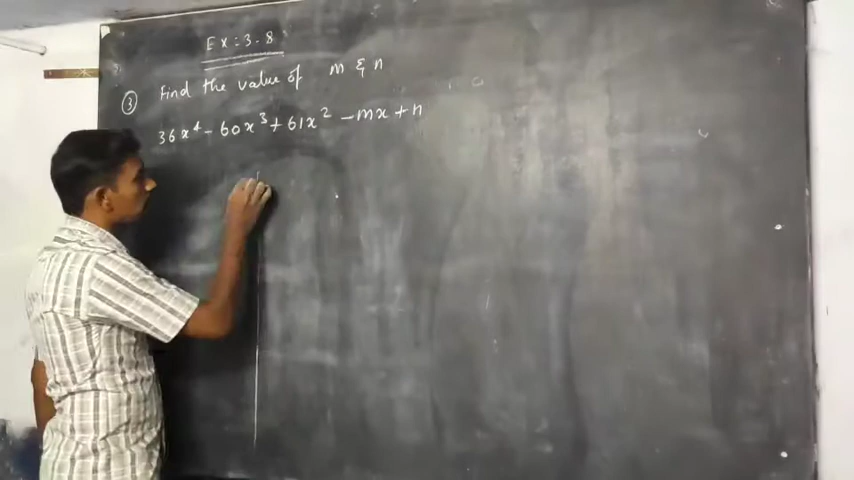 Ex:3.8
③ Find the value of m & n
36x⁴ - 60x³ + 61x² - mx + n